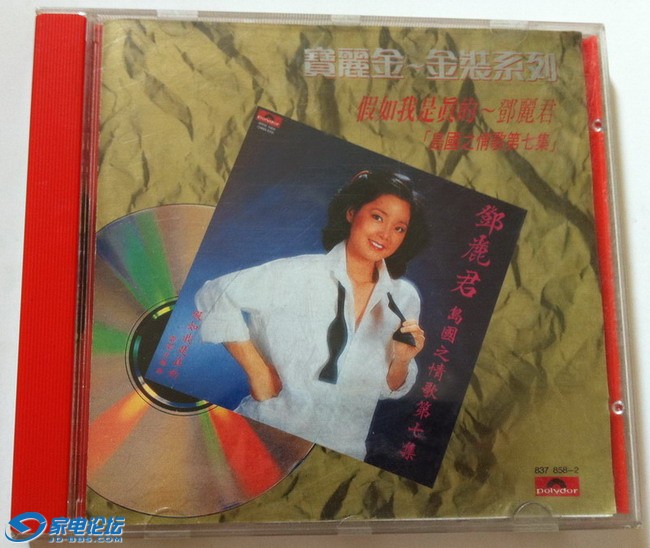 寶麗金~金裝系列
假如我是真的~鄧麗君
「島國之情歌第七集」
polydor
鄧麗君
島國之情歌第七集
837 858-2
polydor
家电论坛
JD-BBS.COM